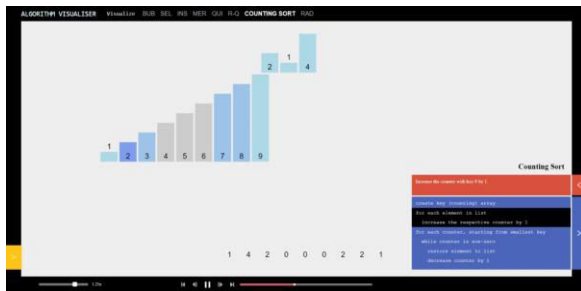 ALGORITHM VISUALISER Visualize BUB SEL INS MER QUI R-Q COUNTING SORT RAD
1
2 4
1
2 3 4 5 6 7 8 9
Counting Sort
Increase the counter with key 9 by 1.
create key (counting) array
for each element in list
increase the respective counter by 1
for each counter, starting from smallest key
while counter is non-zero
restore element to list
decrease counter by 1
1 4 2 0 0 0 2 2 1